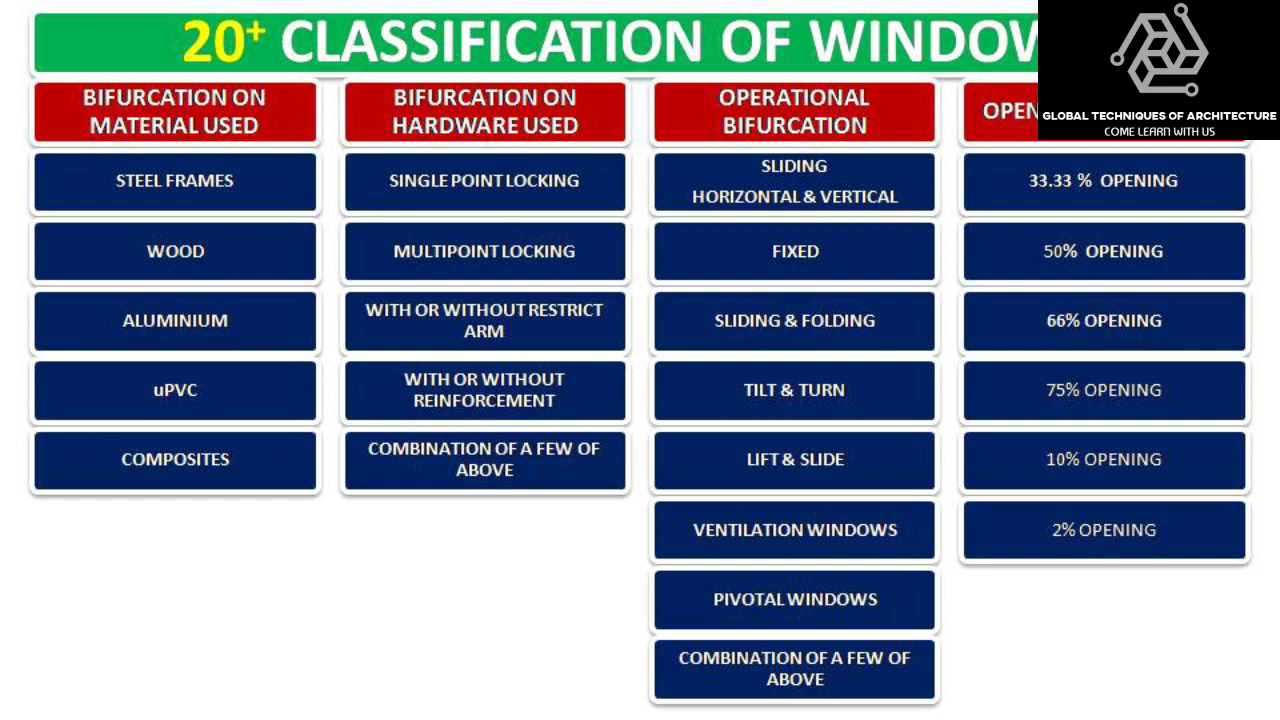 20+ CLASSIFICATION OF WINDOW
GLOBAL TECHNIQUES OF ARCHITECTURE
COME LEARN WITH US
BIFURCATION ON
MATERIAL USED
STEEL FRAMES
WOOD
ALUMINIUM
uPVC
COMPOSITES
BIFURCATION ON
HARDWARE USED
SINGLE POINT LOCKING
MULTIPOINT LOCKING
WITH OR WITHOUT RESTRICT
ARM
WITH OR WITHOUT
REINFORCEMENT
COMBINATION OF A FEW OF
ABOVE
OPERATIONAL
BIFURCATION
SLIDING
HORIZONTAL & VERTICAL
FIXED
SLIDING & FOLDING
TILT & TURN
LIFT & SLIDE
VENTILATION WINDOWS
PIVOTAL WINDOWS
COMBINATION OF A FEW OF
ABOVE
OPEN
33.33 % OPENING
50% OPENING
66% OPENING
75% OPENING
10% OPENING
2% OPENING